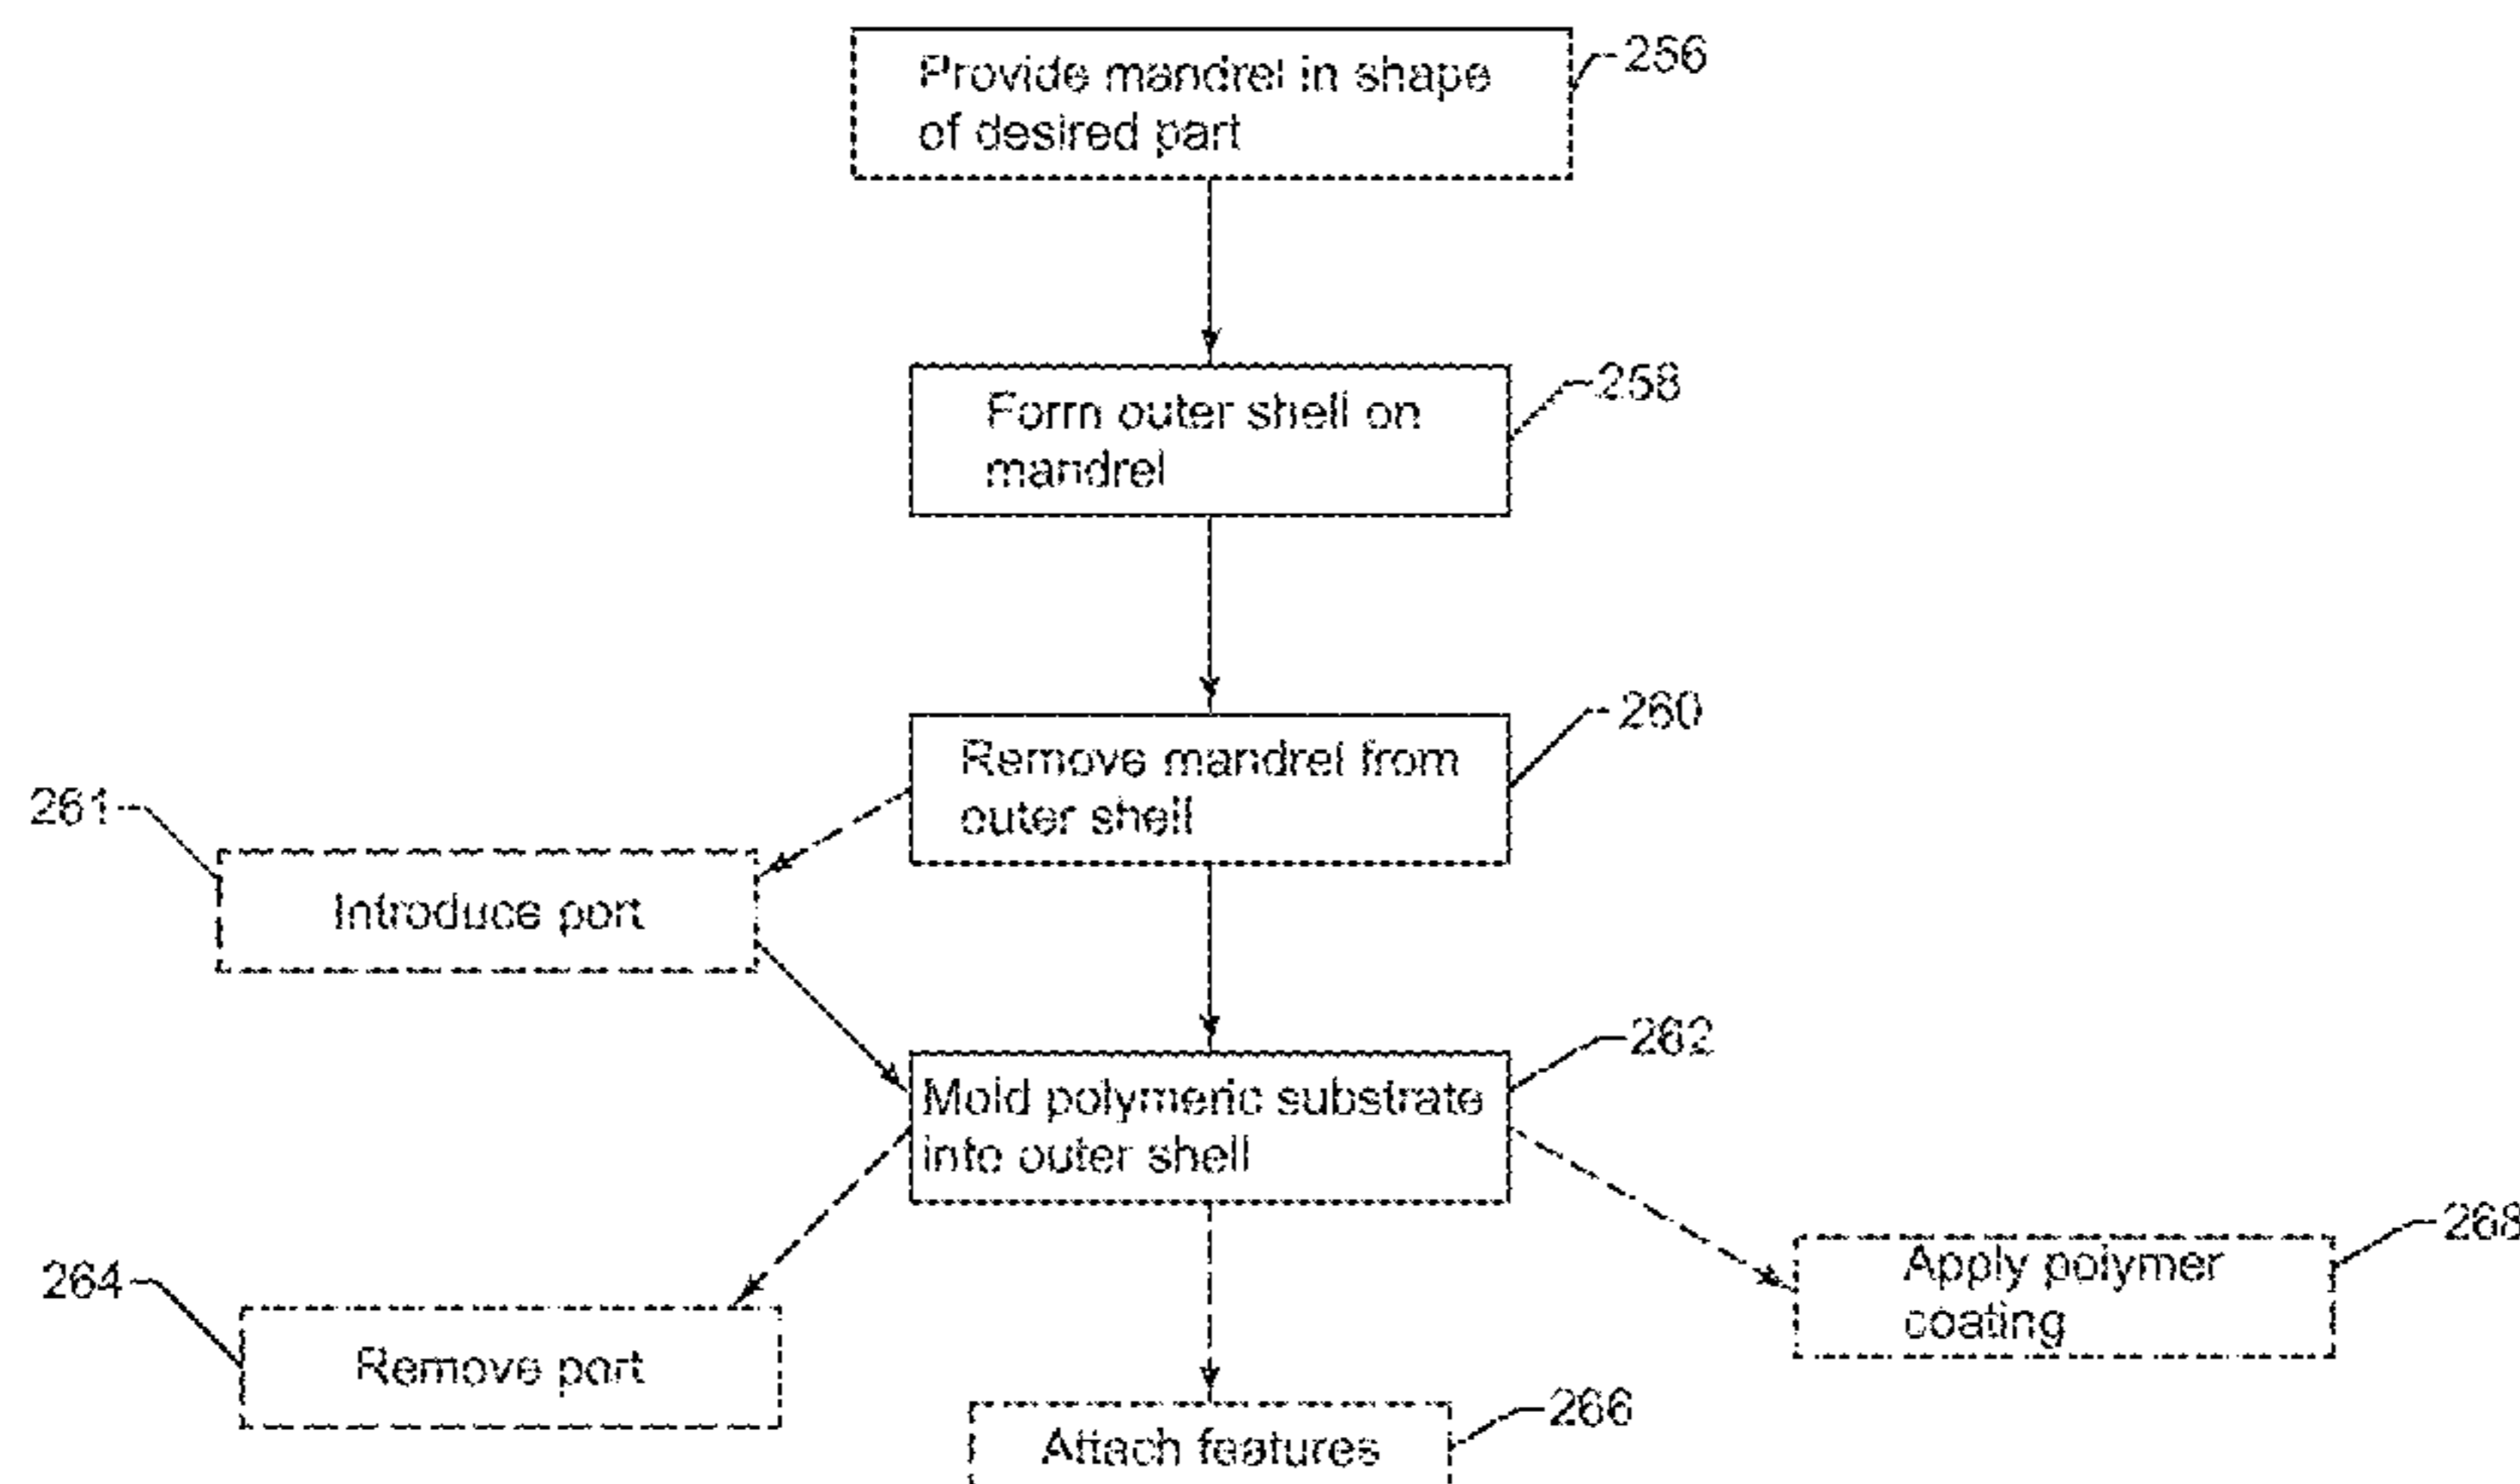 Provide mandrel in shape
of desired part
256
Form outer shell on
mandrel
258
Remove mandrel from
outer shell
260
261
Introduce port
Mold polymeric substrate
into outer shell
262
264
Remove port
Apply polymer
coating
268
Attach features
266